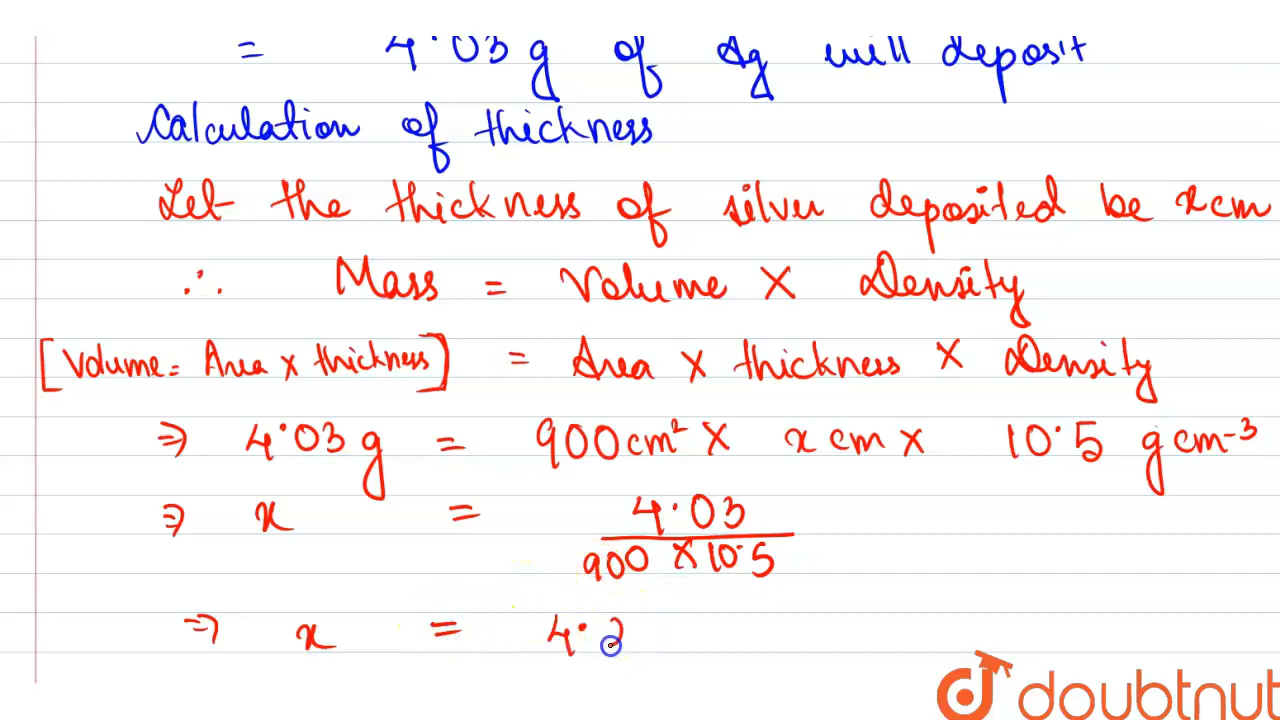 = 4.03 g of Ag will deposit
Calculation of thickness
Let the thickness of silver deposited be x cm
∴ Mass = Volume × Density
[Volume = Area × thickness] = Area × thickness × Density
⇒ 4.03 g = 900 cm² × x cm × 10.5 g cm⁻³
⇒ x = 4.03
900 × 10.5
⇒ x = 4.2
doubtnut